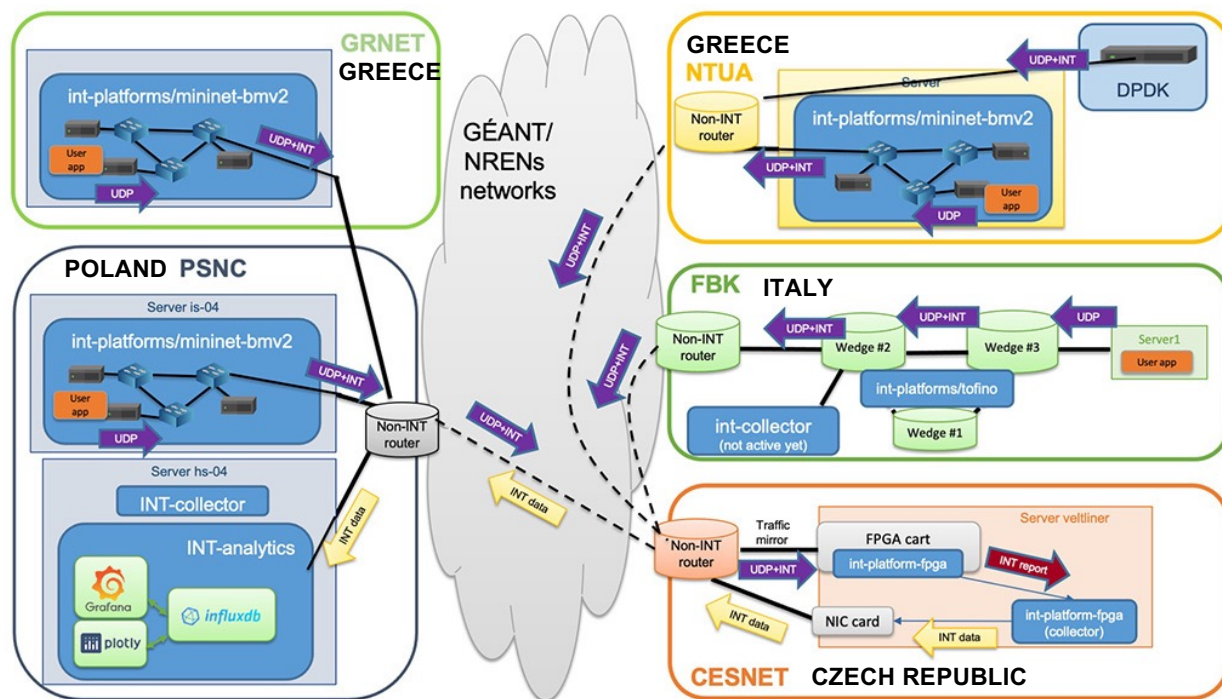 GRNET
GREECE
int-platforms/mininet-bmv2
UDP+INT
User
app
UDP
POLAND PSNC
Server is-04
int-platforms/mininet-bmv2
UDP+INT
User
app
UDP
Non-INT
router
Server hs-04
INT-collector
INT data
INT-analytics
Grafana
influxdb
plotly
GÉANT/
NRENs
networks
UDP+INT
UDP+INT
UDP+INT
INT data
GREECE
NTUA
UDP+INT
DPDK
Server
Non-INT
router
int-platforms/mininet-bmv2
UDP+INT
User
app
UDP
FBK ITALY
Non-INT
router
UDP+INT
UDP+INT
UDP
Wedge #2
Wedge #3
Server1
User app
int-platforms/tofino
int-collector
(not active yet)
Wedge #1
Non-INT
router
Traffic
mirror
UDP+INT
Server veltliner
FPGA cart
int-platform-fpga
INT report
INT data
NIC card
INT data
int-platform-fpga
(collector)
CESNET CZECH REPUBLIC